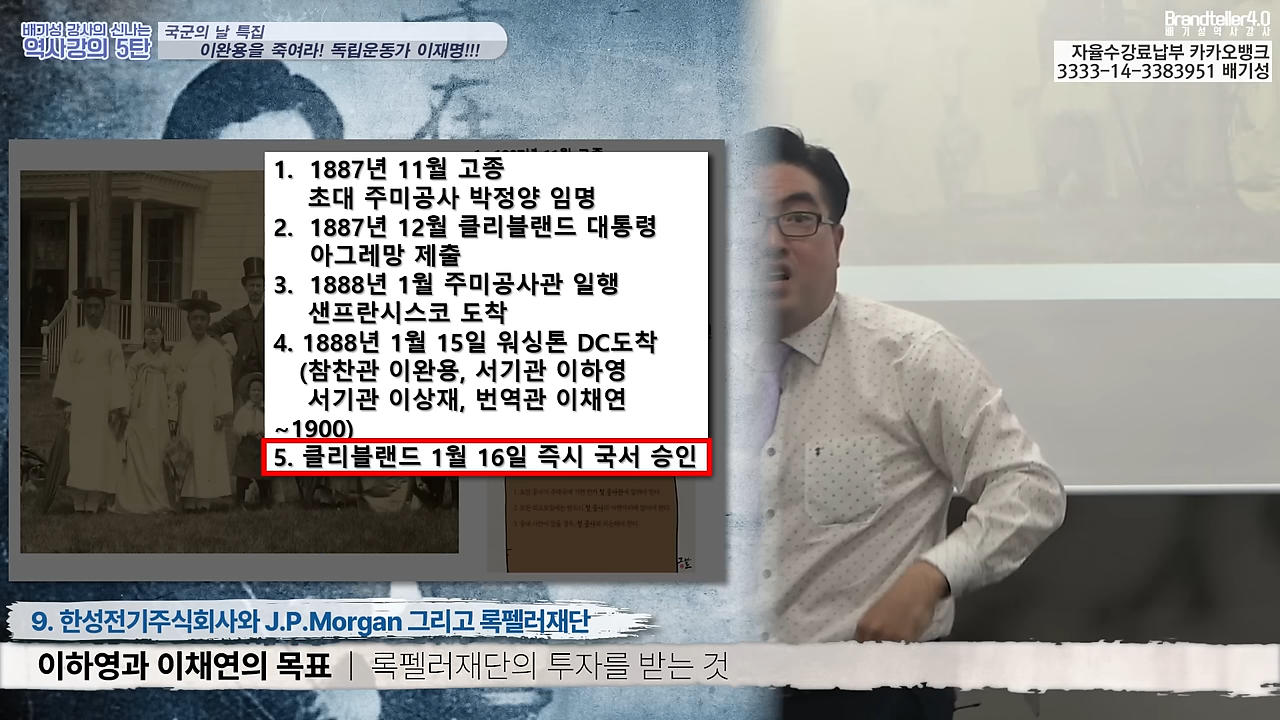 배기성 강사의 신나는
역사강의 5탄
국군의 날 특집
이완용을 죽여라! 독립운동가 이재명!!!
Brandteller4.0
배기성역사강사
자율수강료납부 카카오뱅크
3333-14-3383951 배기성
1. 1887년 11월 고종
초대 주미공사 박정양 임명
2. 1887년 12월 클리블랜드 대통령
아그레망 제출
3. 1888년 1월 주미공사관 일행
샌프란시스코 도착
4. 1888년 1월 15일 워싱톤 DC도착
(참찬관 이완용, 서기관 이하영
서기관 이상재, 번역관 이채연
~1900)
5. 클리블랜드 1월 16일 즉시 국서 승인
9. 한성전기주식회사와 J.P.Morgan 그리고 록펠러재단
이하영과 이채연의 목표 | 록펠러재단의 투자를 받는 것